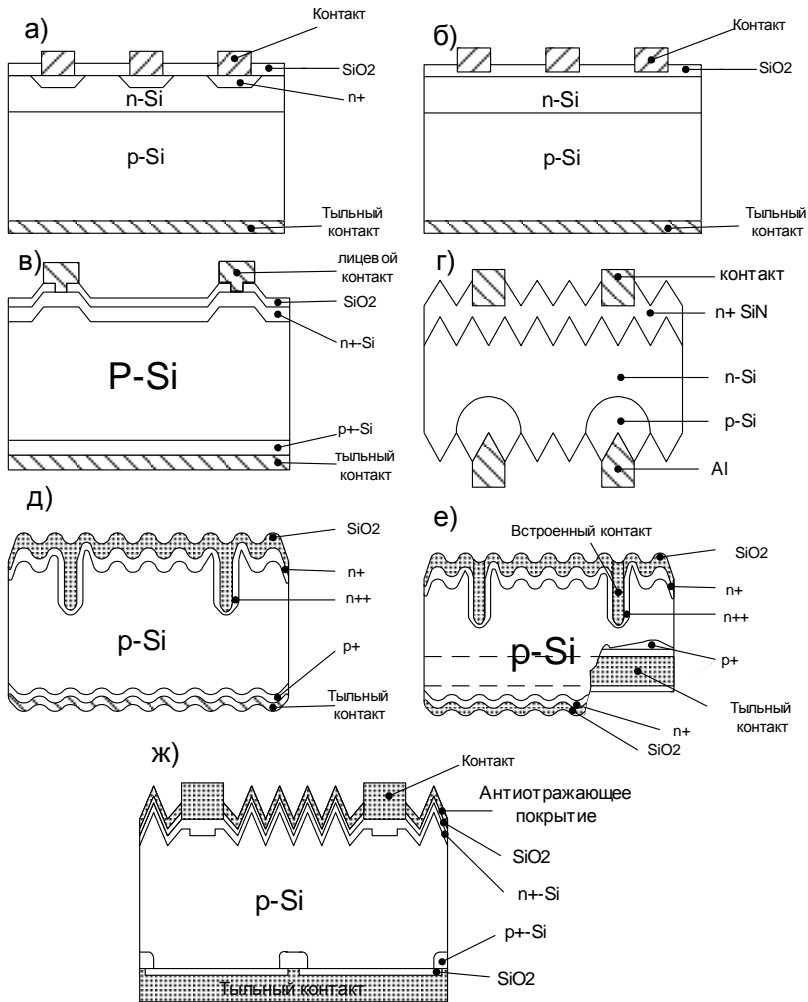 а)
Контакт
SiO2
n-Si
n+
p-Si
Тыльный
контакт
б)
Контакт
SiO2
n-Si
p-Si
Тыльный
контакт
в)
лицевой
контакт
SiO2
n+-Si
P-Si
p+-Si
тыльный
контакт
г)
контакт
n+ SiN
n-Si
p-Si
Al
д)
SiO2
n+
n++
p-Si
p+
Тыльный
контакт
е)
Встроенный контакт
SiO2
n+
n++
p-Si
p+
Тыльный
контакт
n+
SiO2
ж)
Контакт
Антиотражающее
покрытие
SiO2
n+-Si
p-Si
p+-Si
SiO2
Тыльный контакт